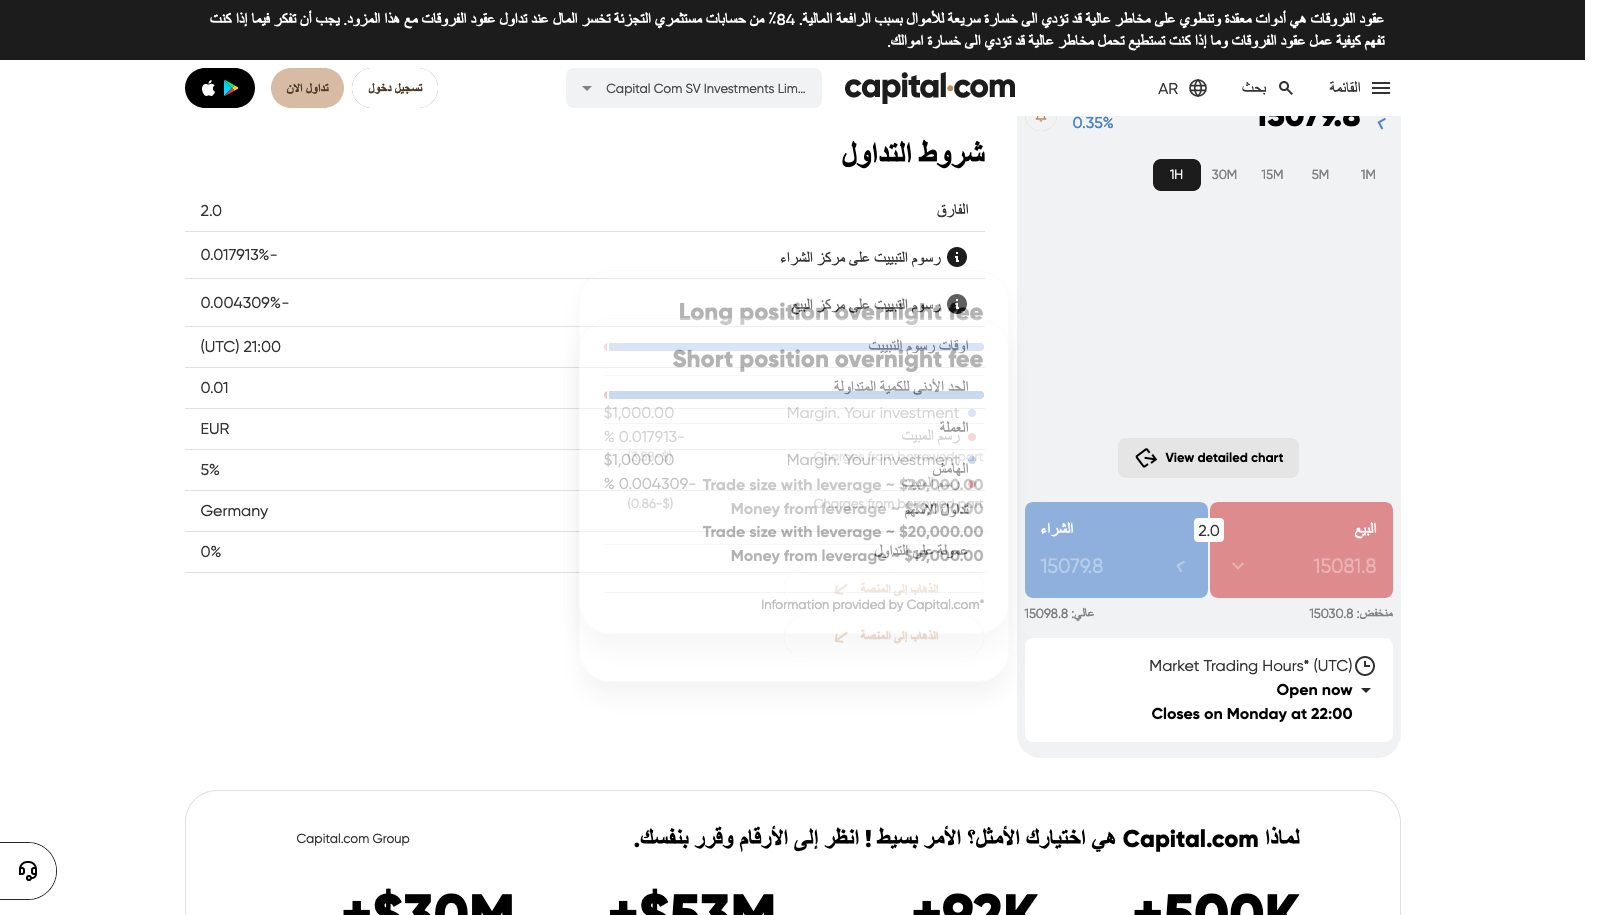 عقود الفروقات هي أدوات معقدة وتنطوي على مخاطر عالية قد تؤدي الى خسارة سريعة للأموال بسبب الرافعة المالية. 84٪ من حسابات مستثمري التجزئة تخسر المال عند تداول عقود الفروقات مع هذا المزود. يجب أن تفكر فيما إذا كنت
تفهم كيفية عمل عقود الفروقات وما إذا كنت تستطيع تحمل مخاطر عالية قد تؤدي الى خسارة اموالك.
القائمة
بحث
AR
capital.com
Capital Com SV Investments Lim...
تسجيل دخول
تداول الان
15079.8
0.35%
1H 30M 15M 5M 1M
View detailed chart
البيع
15081.8
2.0
الشراء
15079.8
منخفض: 15030.8
عالي: 15098.8
Market Trading Hours* (UTC)
Open now
Closes on Monday at 22:00
شروط التداول
الفارق 2.0
رسوم التبييت على مركز الشراء 0.017913%-
رسوم التبييت على مركز البيع 0.004309%-
اوقات رسوم التبييت 21:00 (UTC)
الحد الأدنى للكمية المتداولة 0.01
العملة EUR
الهامش 5%
تداول الاسهم Germany
عمولة على التداول 0%
Long position overnight fee
Margin. Your investment $1,000.00
رسم المبيت 0.017913- %
Charges from borrowed part
Trade size with leverage ~ $20,000.00
Money from leverage ~ $19,000.00
الذهاب إلى المنصة
Short position overnight fee
Margin. Your investment $1,000.00
رسم المبيت 0.004309- %
Charges from borrowed part ($-0.86)
Trade size with leverage ~ $20,000.00
Money from leverage ~ $19,000.00
الذهاب إلى المنصة
Information provided by Capital.com*
لماذا Capital.com هي اختيارك الأمثل؟ الأمر بسيط ! انظر إلى الأرقام وقرر بنفسك.
Capital.com Group
+500K
+92K
+$53M
+$30M